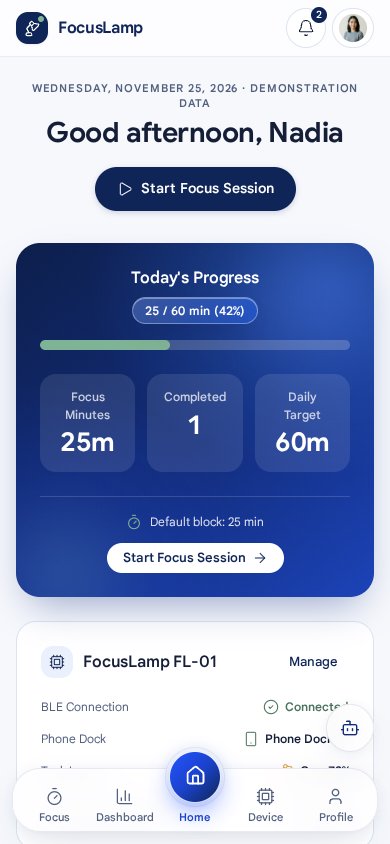 FocusLamp
2
WEDNESDAY, NOVEMBER 25, 2026 · DEMONSTRATION
DATA
Good afternoon, Nadia
Start Focus Session
Today's Progress
25 / 60 min (42%)
Focus
Minutes
25m
Completed
1
Daily
Target
60m
Default block: 25 min
Start Focus Session
FocusLamp FL-01
Manage
BLE Connection
Connected
Phone Dock
Phone
Focus
Dashboard
Home
Device
Profile